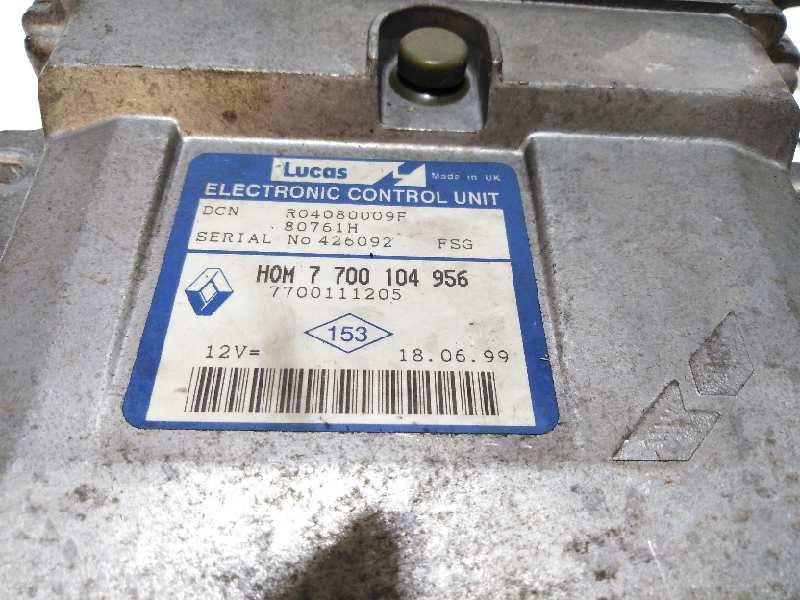 Lucas Made in UK
ELECTRONIC CONTROL UNIT
DCN R04080009F
80761H
SERIAL No 426092 FSG
HOM 7 700 104 956
7700111205
153
12V= 18.06.99